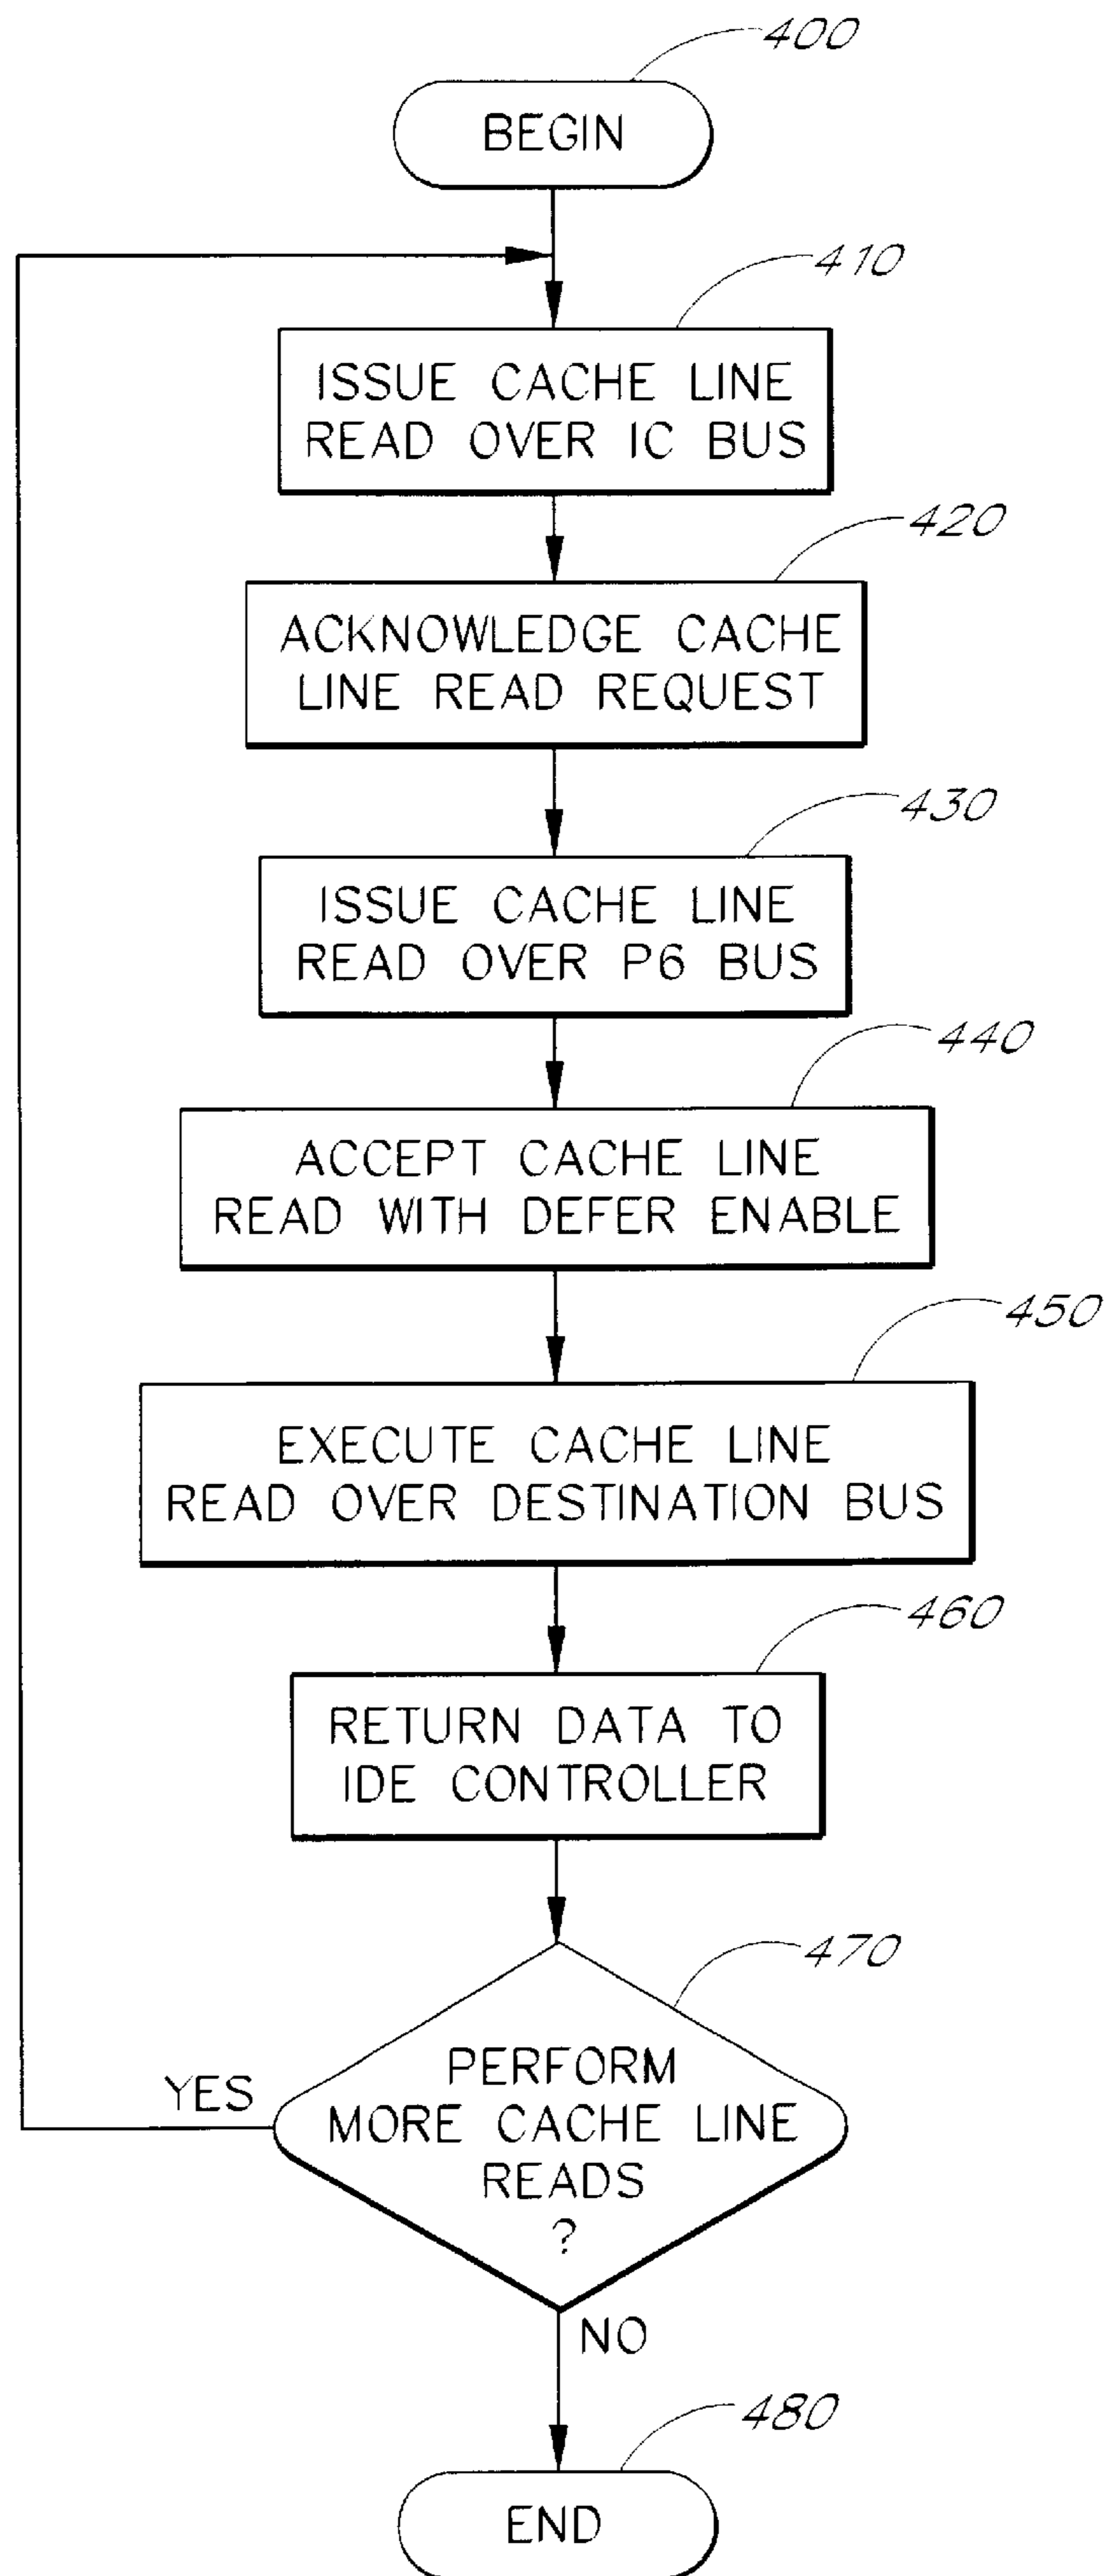 400
BEGIN
410
ISSUE CACHE LINE
READ OVER IC BUS
420
ACKNOWLEDGE CACHE
LINE READ REQUEST
430
ISSUE CACHE LINE
READ OVER P6 BUS
440
ACCEPT CACHE LINE
READ WITH DEFER ENABLE
450
EXECUTE CACHE LINE
READ OVER DESTINATION BUS
460
RETURN DATA TO
IDE CONTROLLER
470
PERFORM
MORE CACHE LINE
READS
?
YES
NO
480
END